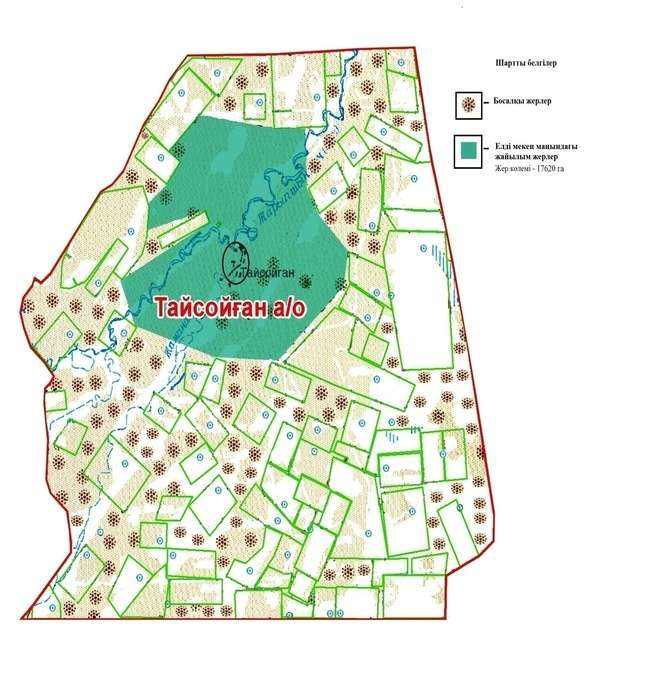 Шартты белгілер
Босалқы жерлер
Елді мекен маңындағы
жайылым жерлер
Жер көлемі - 17620 га
Тайсойған
Тайсойған а/о